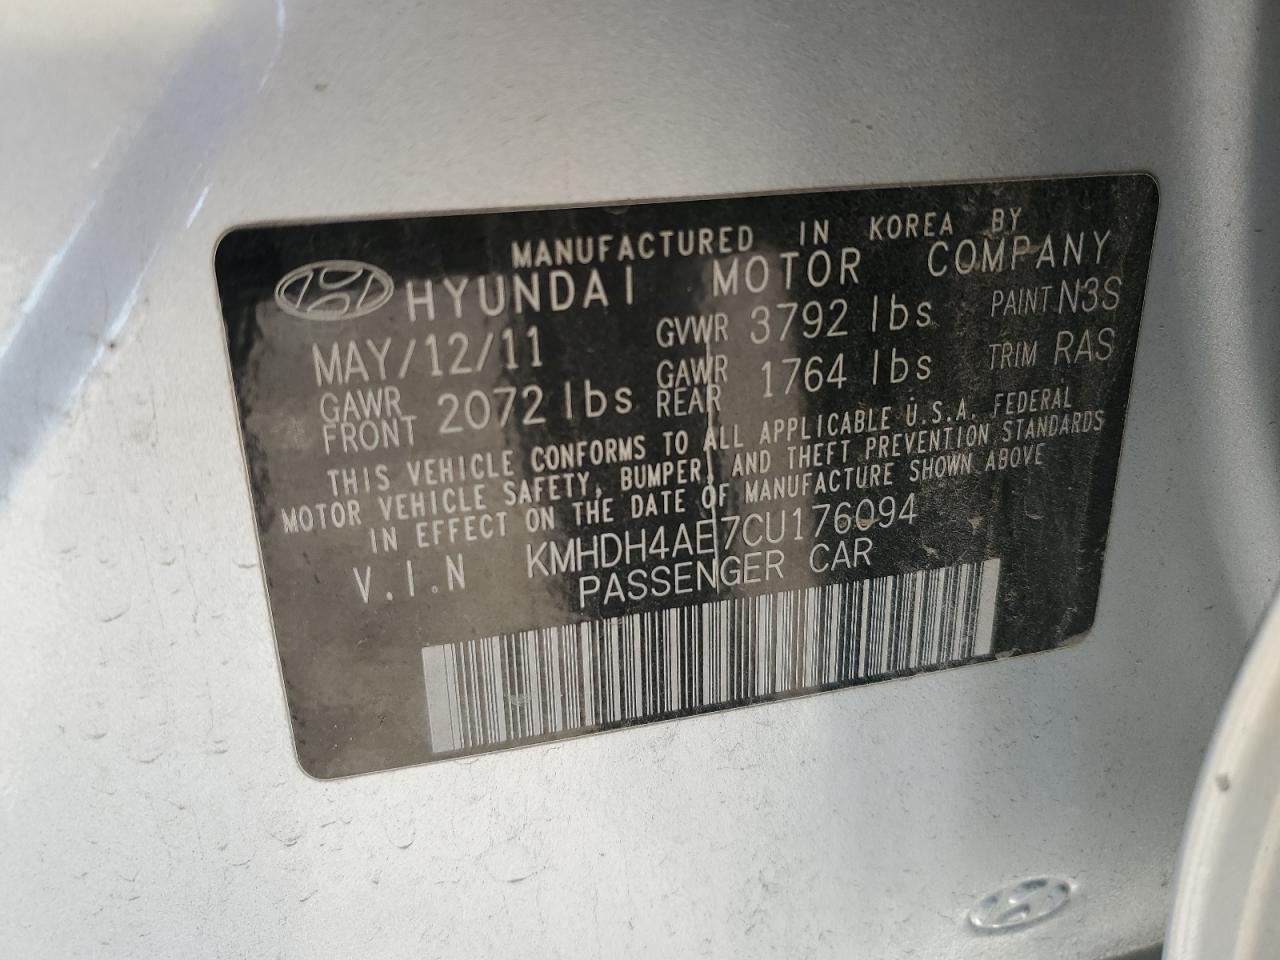 MANUFACTURED IN KOREA BY
HYUNDAI MOTOR COMPANY
MAY/12/11 GVWR 3792 lbs PAINT N3S
GAWR FRONT 2072 lbs GAWR REAR 1764 lbs TRIM RAS
THIS VEHICLE CONFORMS TO ALL APPLICABLE U.S.A. FEDERAL
MOTOR VEHICLE SAFETY, BUMPER, AND THEFT PREVENTION STANDARDS
IN EFFECT ON THE DATE OF MANUFACTURE SHOWN ABOVE
V.I.N KMHDH4AE7CU176094
PASSENGER CAR